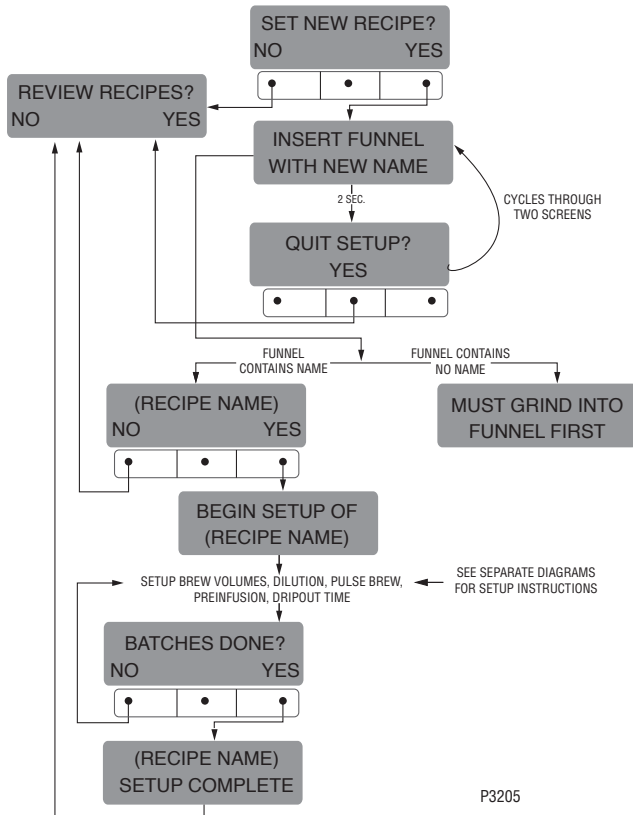 SET NEW RECIPE?
NO YES
REVIEW RECIPES?
NO YES
INSERT FUNNEL
WITH NEW NAME
2 SEC.
CYCLES THROUGH
TWO SCREENS
QUIT SETUP?
YES
FUNNEL
CONTAINS NAME
FUNNEL CONTAINS
NO NAME
(RECIPE NAME)
NO YES
MUST GRIND INTO
FUNNEL FIRST
BEGIN SETUP OF
(RECIPE NAME)
SETUP BREW VOLUMES, DILUTION, PULSE BREW,
PREINFUSION, DRIPOUT TIME
SEE SEPARATE DIAGRAMS
FOR SETUP INSTRUCTIONS
BATCHES DONE?
NO YES
(RECIPE NAME)
SETUP COMPLETE
P3205